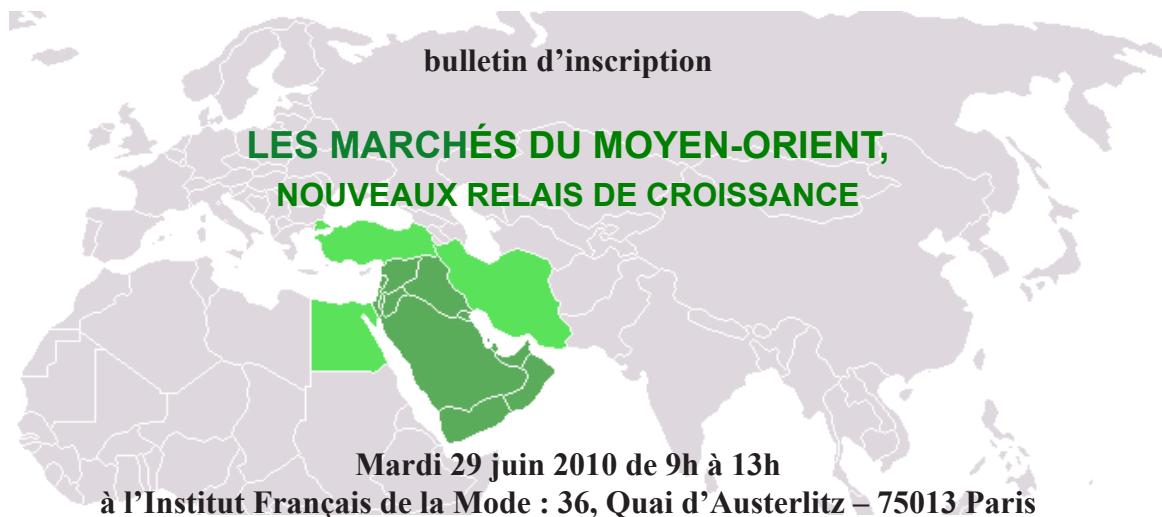 bulletin d’inscription
LES MARCHÉS DU MOYEN-ORIENT,
NOUVEAUX RELAIS DE CROISSANCE
Mardi 29 juin 2010 de 9h à 13h
à l’Institut Français de la Mode : 36, Quai d’Austerlitz – 75013 Paris